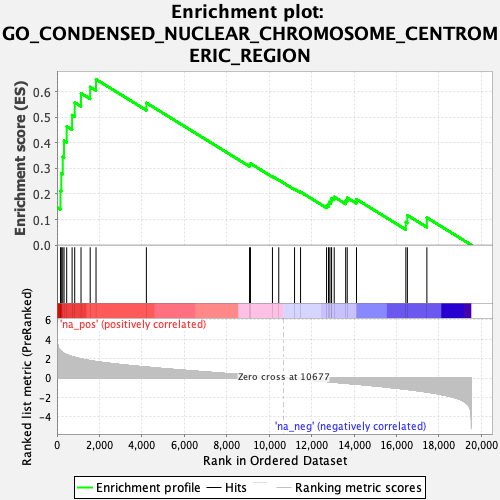 Enrichment plot:
GO_CONDENSED_NUCLEAR_CHROMOSOME_CENTROM
ERIC_REGION
Enrichment score (ES)
0.6
0.5
0.4
0.3
0.2
0.1
0.0
'na_pos' (positively correlated)
Ranked list metric (PreRanked)
6
4
2
0
-2
-4
Zero cross at 10677
'na_neg' (negatively correlated)
0
2,000
4,000
6,000
8,000
10,000
12,000
14,000
16,000
18,000
20,000
Rank in Ordered Dataset
Enrichment profile
Hits
Ranking metric scores